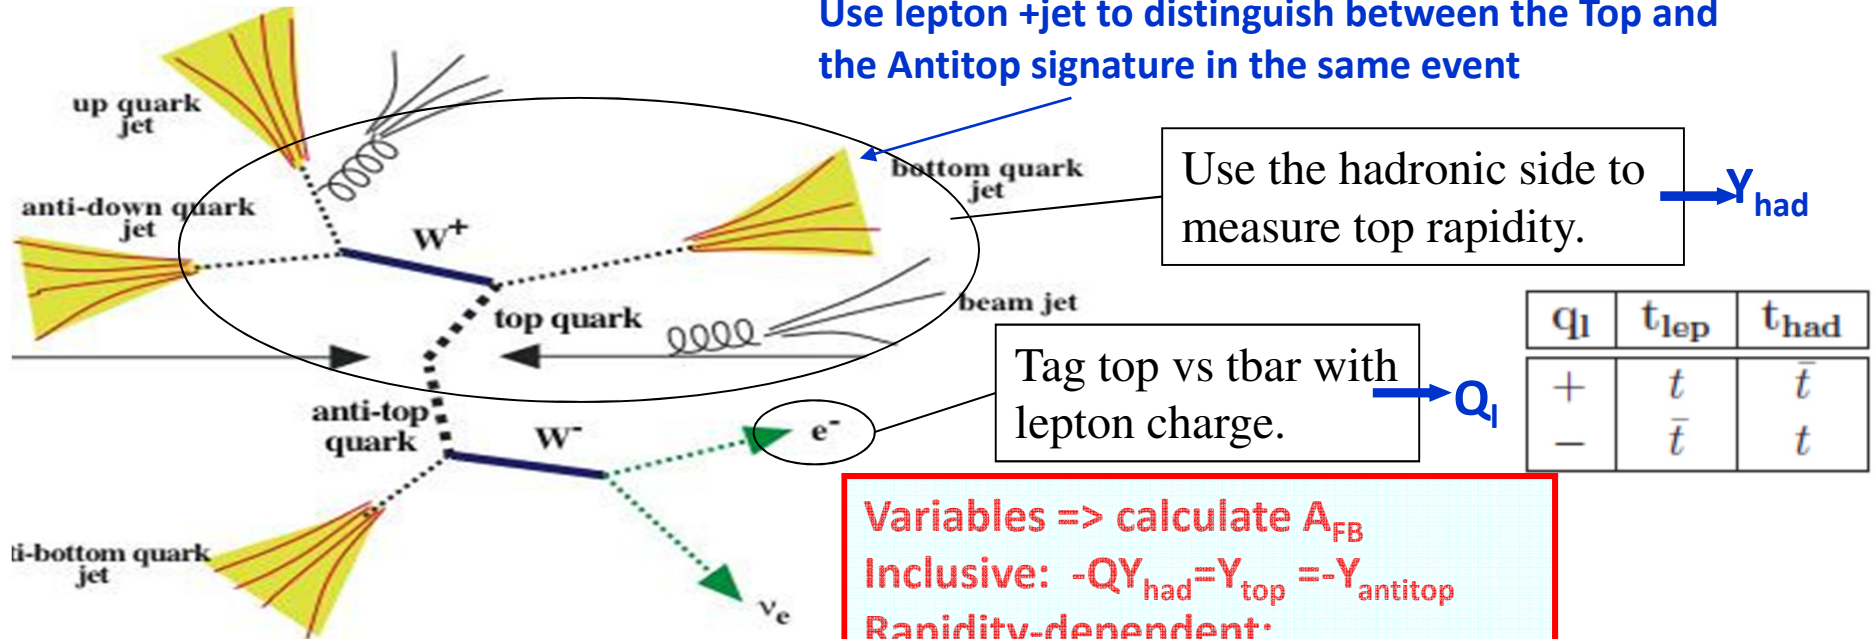 Use lepton +jet to distinguish between the Top and
the Antitop signature in the same event
up quark
jet
anti-down quark
jet
W+
bottom quark
jet
Use the hadronic side to
measure top rapidity.
Yhad
top quark
beam jet
Tag top vs tbar with
lepton charge.
Ql
ql tlep thad
+ t t̄
− t̄ t
anti-top
quark
W-
e-
νe
ti-bottom quark
jet
Variables => calculate AFB
Inclusive: -QYhad=Ytop =-Yantitop
Rapidity-dependent: